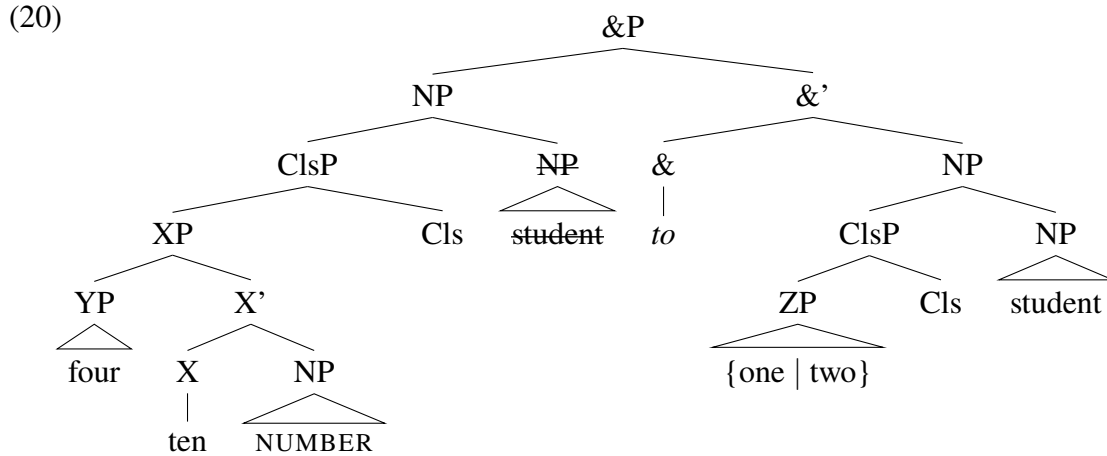 (20)
&P
NP &’
ClsP NP & NP
XP Cls student to ClsP NP
YP X’ ZP Cls student
four X NP {one | two}
ten NUMBER